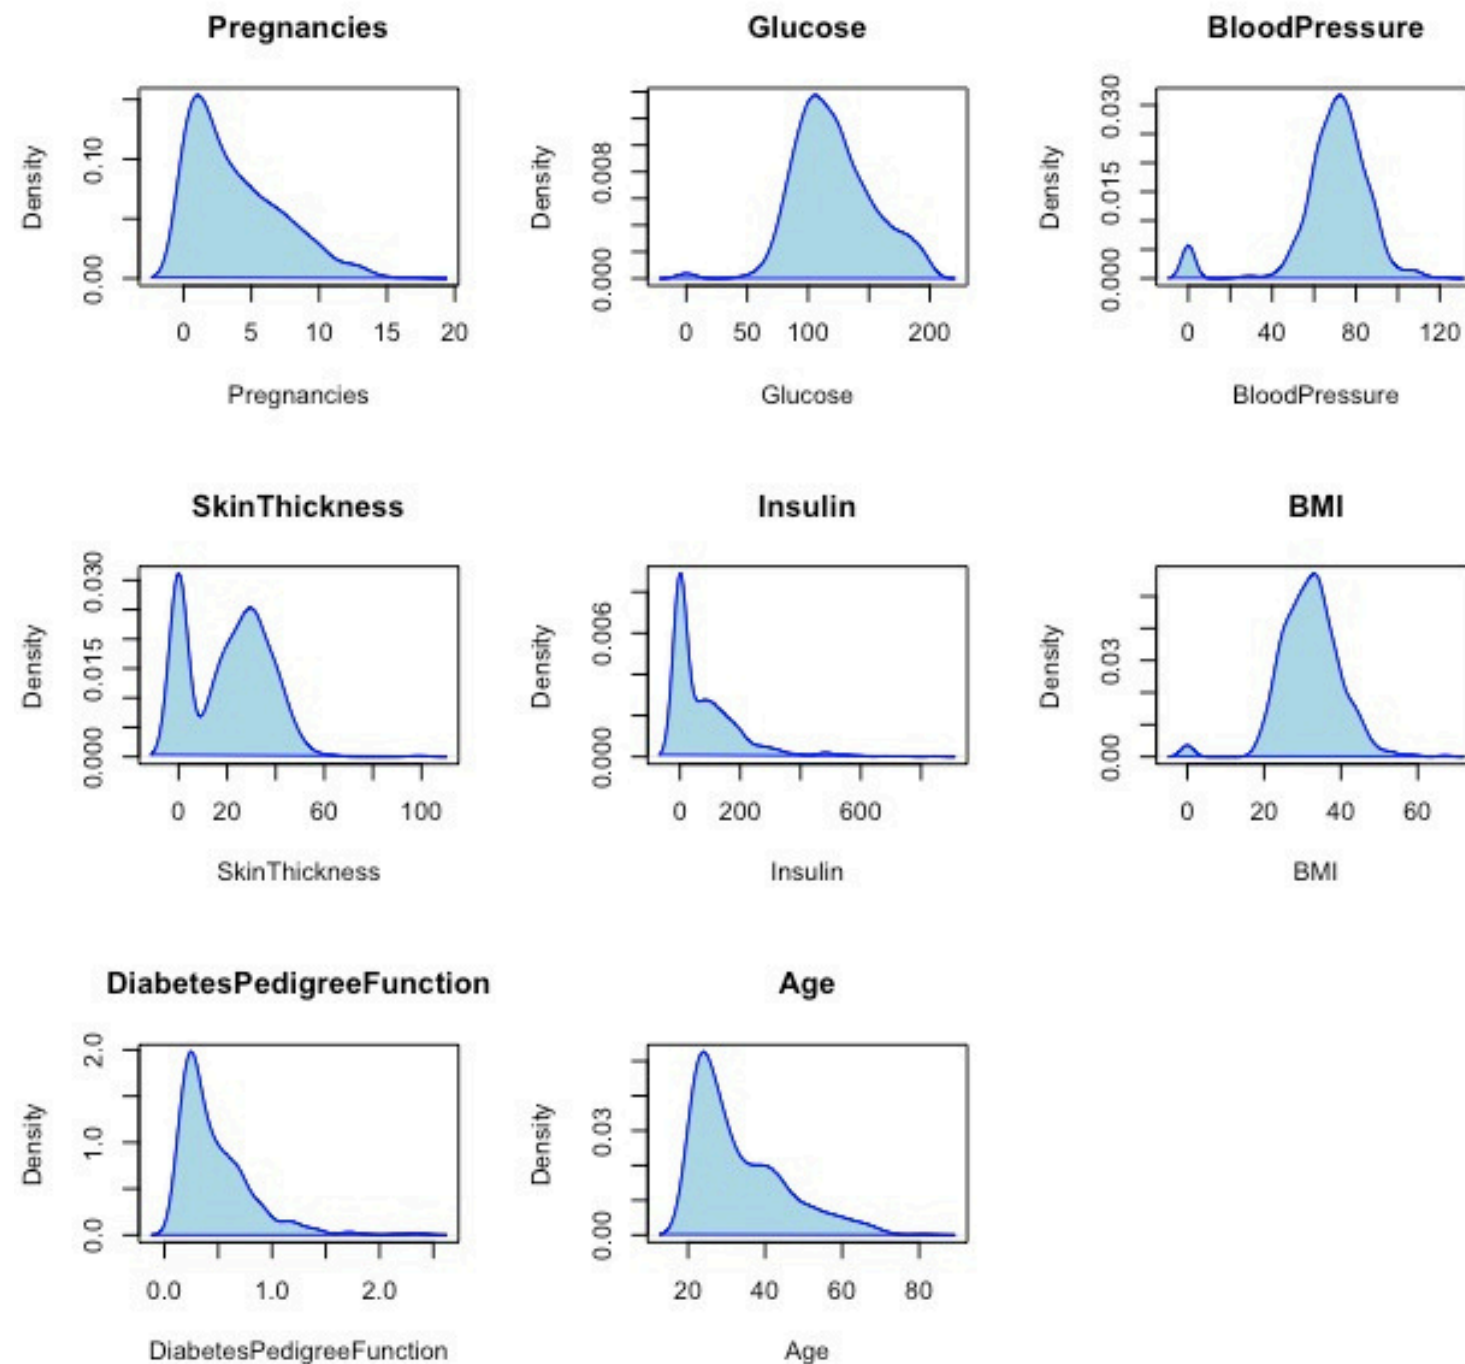 Pregnancies
Glucose
BloodPressure
Density
0.00
0.10
0 5 10 15 20
Pregnancies
Density
0.000
0.008
0 50 100 200
Glucose
Density
0.000
0.015
0.030
0 40 80 120
BloodPressure
SkinThickness
Insulin
BMI
Density
0.000
0.015
0.030
0 20 60 100
SkinThickness
Density
0.000
0.006
0 200 600
Insulin
Density
0.00
0.03
0 20 40 60
BMI
DiabetesPedigreeFunction
Age
Density
0.0
1.0
2.0
0.0 1.0 2.0
DiabetesPedigreeFunction
Density
0.00
0.03
20 40 60 80
Age